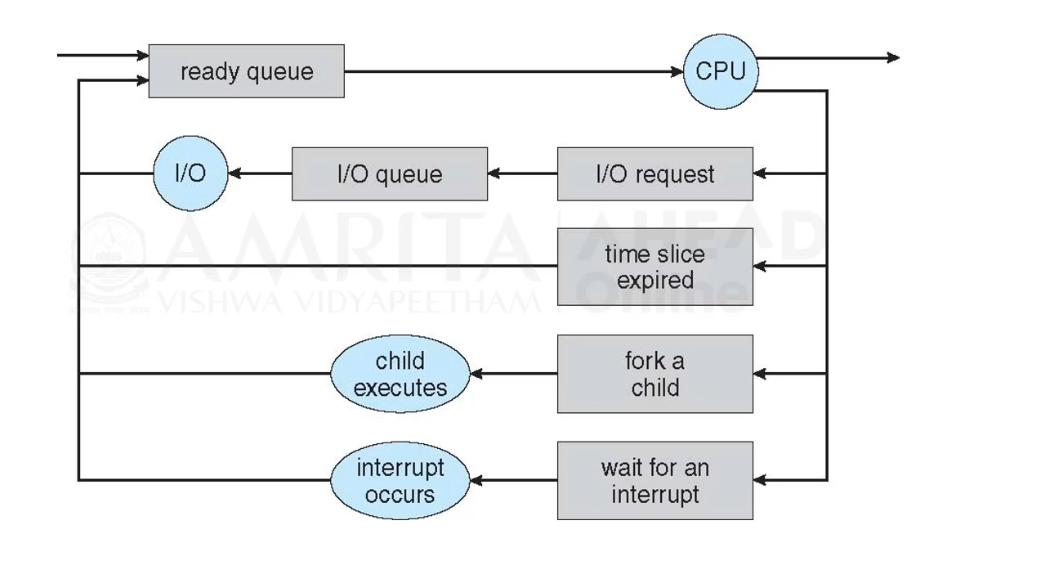 ready queue
CPU
I/O
I/O queue
I/O request
time slice
expired
child
executes
fork a
child
interrupt
occurs
wait for an
interrupt
AMRITA
VISHWA VIDYAPEETHAM
AHEAD
Online